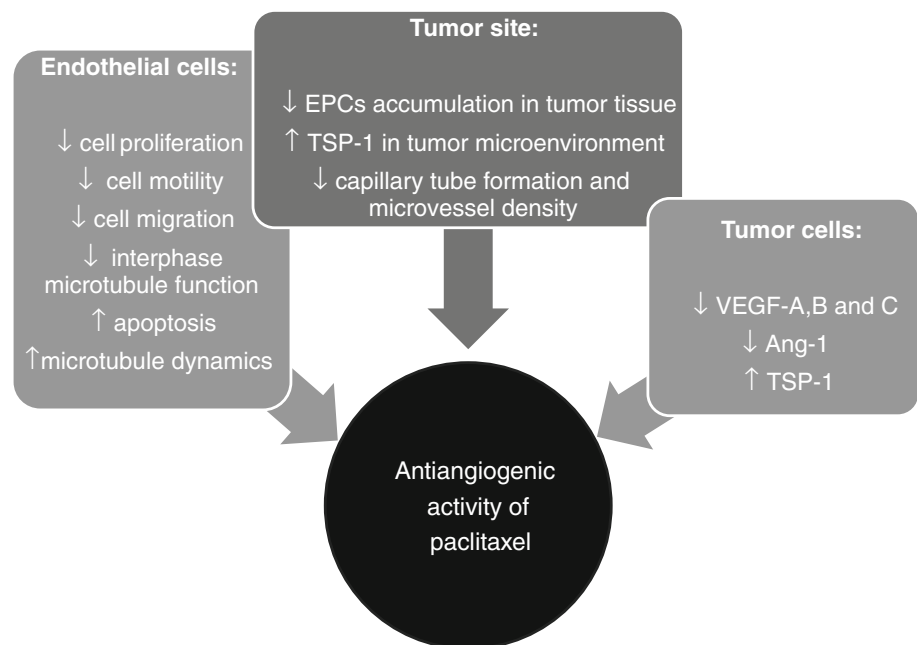 Endothelial cells:
↓ cell proliferation
↓ cell motility
↓ cell migration
↓ interphase
microtubule function
↑ apoptosis
↑microtubule dynamics
Tumor site:
↓ EPCs accumulation in tumor tissue
↑ TSP-1 in tumor microenvironment
↓ capillary tube formation and
microvessel density
Tumor cells:
↓ VEGF-A,B and C
↓ Ang-1
↑ TSP-1
Antiangiogenic
activity of
paclitaxel